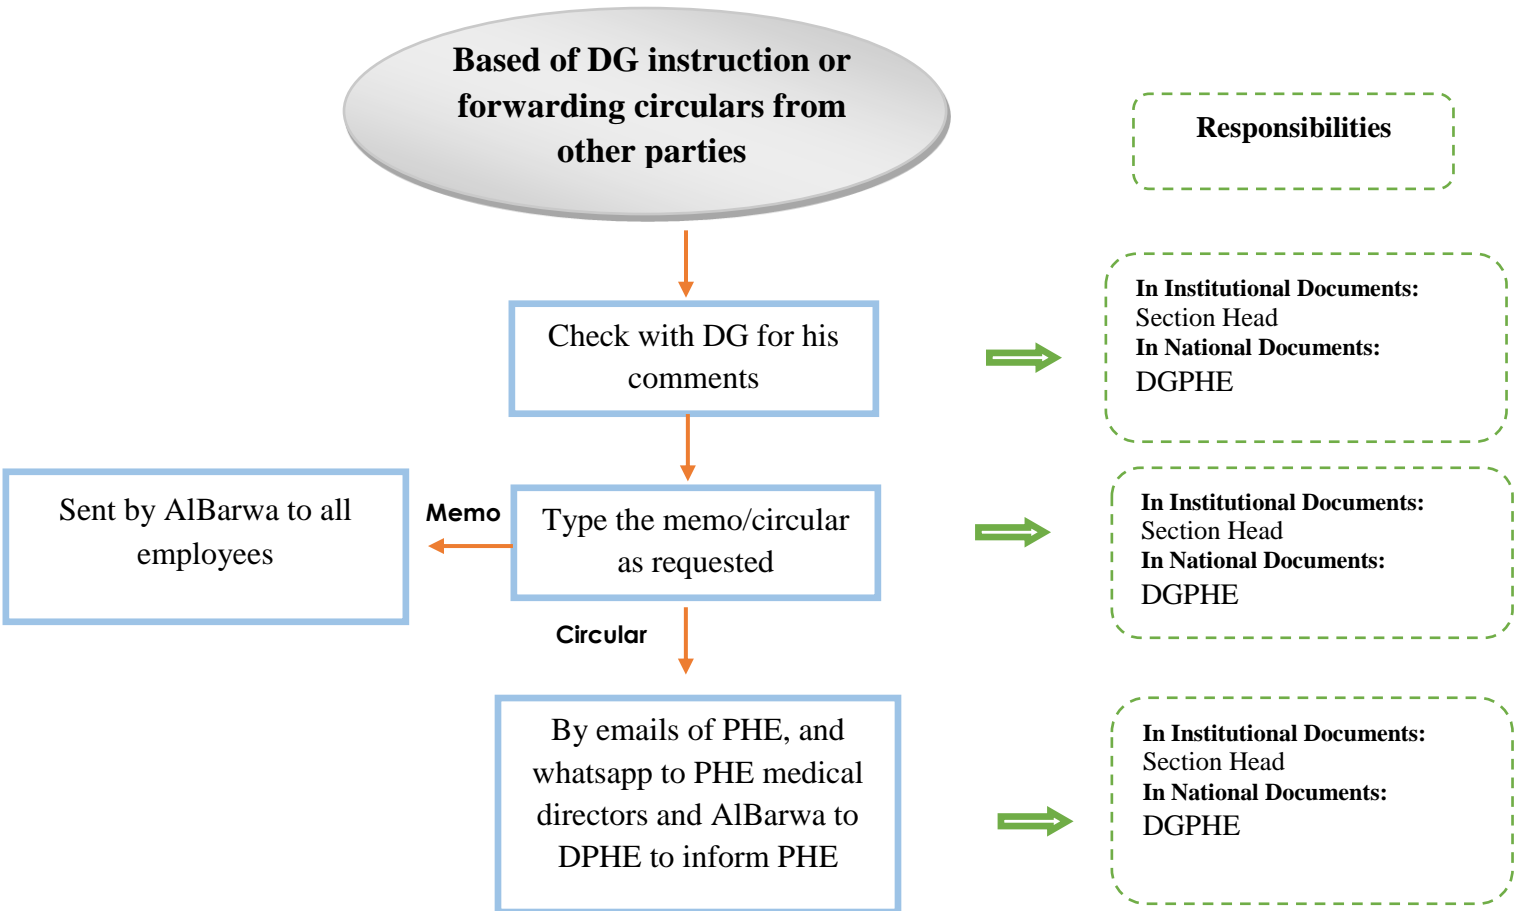 Based of DG instruction or
forwarding circulars from
other parties
Responsibilities
Check with DG for his
comments
In Institutional Documents:
Section Head
In National Documents:
DGPHE
Sent by AlBarwa to all
employees
Memo
Type the memo/circular
as requested
In Institutional Documents:
Section Head
In National Documents:
DGPHE
Circular
By emails of PHE, and
whatsapp to PHE medical
directors and AlBarwa to
DPHE to inform PHE
In Institutional Documents:
Section Head
In National Documents:
DGPHE